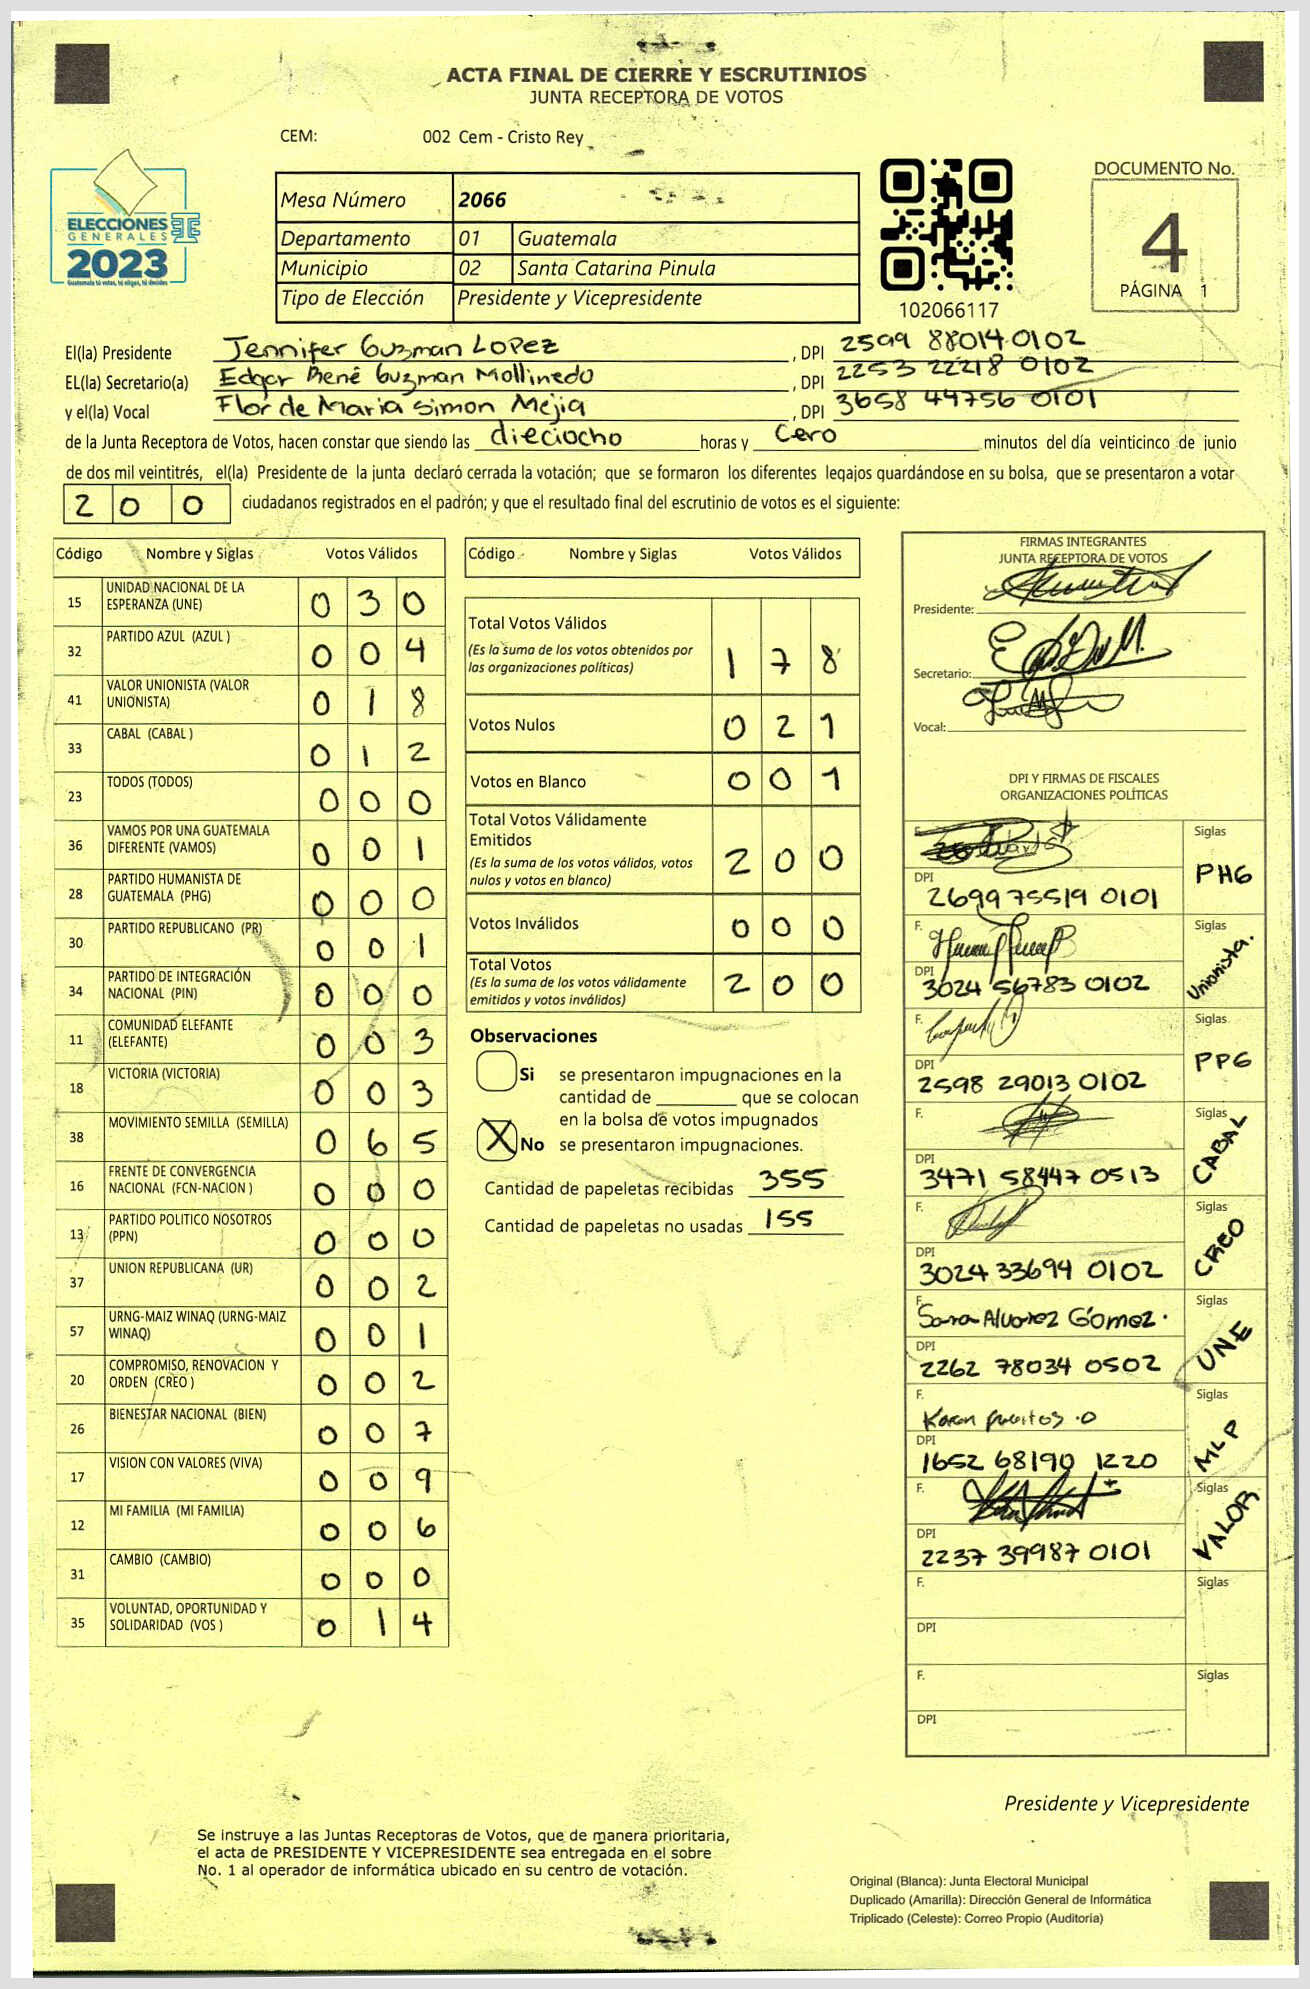 ACTA FINAL DE CIERRE Y ESCRUTINIOS
JUNTA RECEPTORA DE VOTOS
CEM: 002 Cem - Cristo Rey
ELECCIONES
GENERALES
2023
Guatemala tú votas, tú eliges, tú decides
Mesa Número 2066
Departamento 01 Guatemala
Municipio 02 Santa Catarina Pinula
Tipo de Elección Presidente y Vicepresidente
102066117
DOCUMENTO No.
4
PÁGINA 1
El(la) Presidente Jennifer Guzman Lopez , DPI 2599 88014 0102
EL(la) Secretario(a) Edgar René Guzman Mollinedo , DPI 2253 22218 0102
y el(la) Vocal Flor de Maria Simon Mejia , DPI 3658 44756 0101
de la Junta Receptora de Votos, hacen constar que siendo las dieciocho horas y Cero minutos del día veinticinco de junio
de dos mil veintitrés, el(la) Presidente de la junta declaró cerrada la votación; que se formaron los diferentes legajos guardándose en su bolsa, que se presentaron a votar
2 0 0 ciudadanos registrados en el padrón; y que el resultado final del escrutinio de votos es el siguiente:
Código Nombre y Siglas Votos Válidos
15 UNIDAD NACIONAL DE LA ESPERANZA (UNE) 0 3 0
32 PARTIDO AZUL (AZUL ) 0 0 4
41 VALOR UNIONISTA (VALOR UNIONISTA) 0 1 8
33 CABAL (CABAL ) 0 1 2
23 TODOS (TODOS) 0 0 0
36 VAMOS POR UNA GUATEMALA DIFERENTE (VAMOS) 0 0 1
28 PARTIDO HUMANISTA DE GUATEMALA (PHG) 0 0 0
30 PARTIDO REPUBLICANO (PR) 0 0 1
34 PARTIDO DE INTEGRACIÓN NACIONAL (PIN) 0 0 0
11 COMUNIDAD ELEFANTE (ELEFANTE) 0 0 3
18 VICTORIA (VICTORIA) 0 0 3
38 MOVIMIENTO SEMILLA (SEMILLA) 0 6 5
16 FRENTE DE CONVERGENCIA NACIONAL (FCN-NACION ) 0 0 0
13 PARTIDO POLITICO NOSOTROS (PPN) 0 0 0
37 UNION REPUBLICANA (UR) 0 0 2
57 URNG-MAIZ WINAQ (URNG-MAIZ WINAQ) 0 0 1
20 COMPROMISO, RENOVACION Y ORDEN (CREO ) 0 0 2
26 BIENESTAR NACIONAL (BIEN) 0 0 7
17 VISION CON VALORES (VIVA) 0 0 9
12 MI FAMILIA (MI FAMILIA) 0 0 6
31 CAMBIO (CAMBIO) 0 0 0
35 VOLUNTAD, OPORTUNIDAD Y SOLIDARIDAD (VOS ) 0 1 4
Código Nombre y Siglas Votos Válidos
Total Votos Válidos
(Es la suma de los votos obtenidos por
las organizaciones políticas) 1 7 8
Votos Nulos 0 2 1
Votos en Blanco 0 0 1
Total Votos Válidamente
Emitidos
(Es la suma de los votos válidos, votos
nulos y votos en blanco) 2 0 0
Votos Inválidos 0 0 0
Total Votos
(Es la suma de los votos válidamente
emitidos y votos inválidos) 2 0 0
Observaciones
Si se presentaron impugnaciones en la
cantidad de ________ que se colocan
en la bolsa de votos impugnados
X No se presentaron impugnaciones.
Cantidad de papeletas recibidas 355
Cantidad de papeletas no usadas 155
FIRMAS INTEGRANTES
JUNTA RECEPTORA DE VOTOS
Presidente:
Secretario:
Vocal:
DPI Y FIRMAS DE FISCALES
ORGANIZACIONES POLÍTICAS
F. Siglas
DPI PHG
2699 75519 0101
F. Siglas
DPI Unionista.
3024 56783 0102
F. Siglas
DPI PPG
2598 29013 0102
F. Siglas
DPI CABAL
3471 58447 0513
F. Siglas
DPI CREO
3024 33694 0102
F. Siglas
Sara Alvarez Gómez.
DPI UNE
2262 78034 0502
F. Siglas
Karen
DPI MLP
1652 68190 1220
F. Siglas
DPI VALOR
2237 39987 0101
F. Siglas
DPI
F. Siglas
DPI
Presidente y Vicepresidente
Se instruye a las Juntas Receptoras de Votos, que de manera prioritaria,
el acta de PRESIDENTE Y VICEPRESIDENTE sea entregada en el sobre
No. 1 al operador de informática ubicado en su centro de votación.
Original (Blanca): Junta Electoral Municipal
Duplicado (Amarilla): Dirección General de Informática
Triplicado (Celeste): Correo Propio (Auditoría)